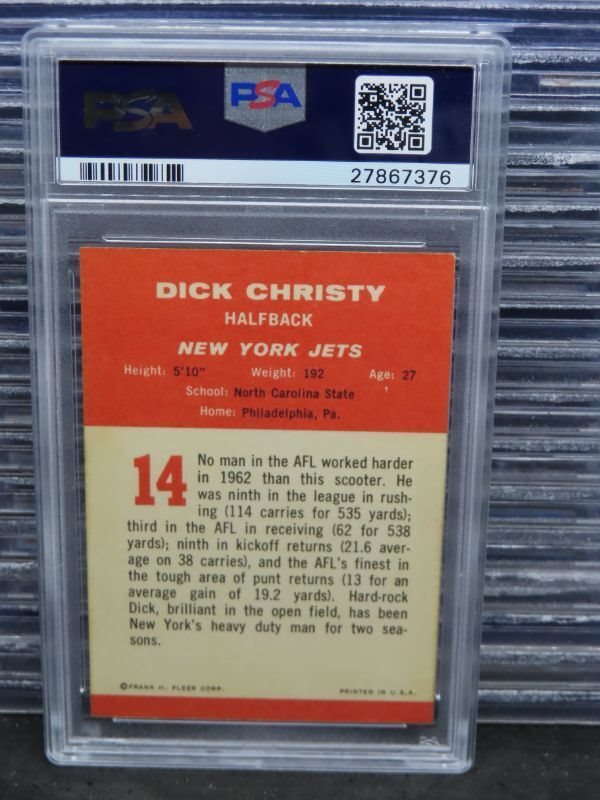 PSA PSA
27867376
DICK CHRISTY
HALFBACK
NEW YORK JETS
Height: 5'10" Weight: 192 Age: 27
School: North Carolina State
Home: Philadelphia, Pa.
14 No man in the AFL worked harder
in 1962 than this scooter. He
was ninth in the league in rush-
ing (114 carries for 535 yards);
third in the AFL in receiving (62 for 538
yards); ninth in kickoff returns (21.6 aver-
age on 38 carries), and the AFL's finest in
the tough area of punt returns (13 for an
average gain of 19.2 yards). Hard-rock
Dick, brilliant in the open field, has been
New York's heavy duty man for two sea-
sons.
©FRANK H. FLEER CORP. PRINTED IN U.S.A.